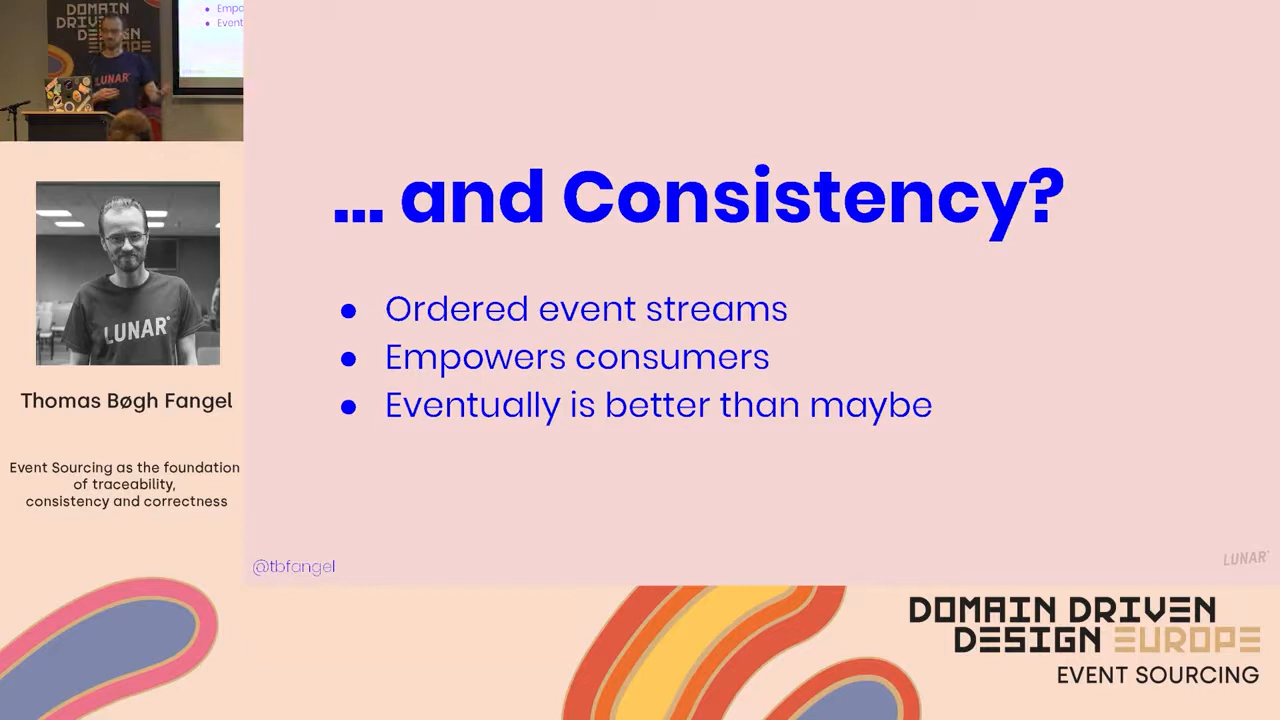 DOMAIN
DRIVEN
DESIGN
EUROPE
LUNAR°
Empo
Event
LUNAR°
Thomas Bøgh Fangel
Event Sourcing as the foundation
of traceability,
consistency and correctness
... and Consistency?
● Ordered event streams
● Empowers consumers
● Eventually is better than maybe
@tbfangel
LUNAR°
DOMAIN DRIVEN
DESIGN EUROPE
EVENT SOURCING